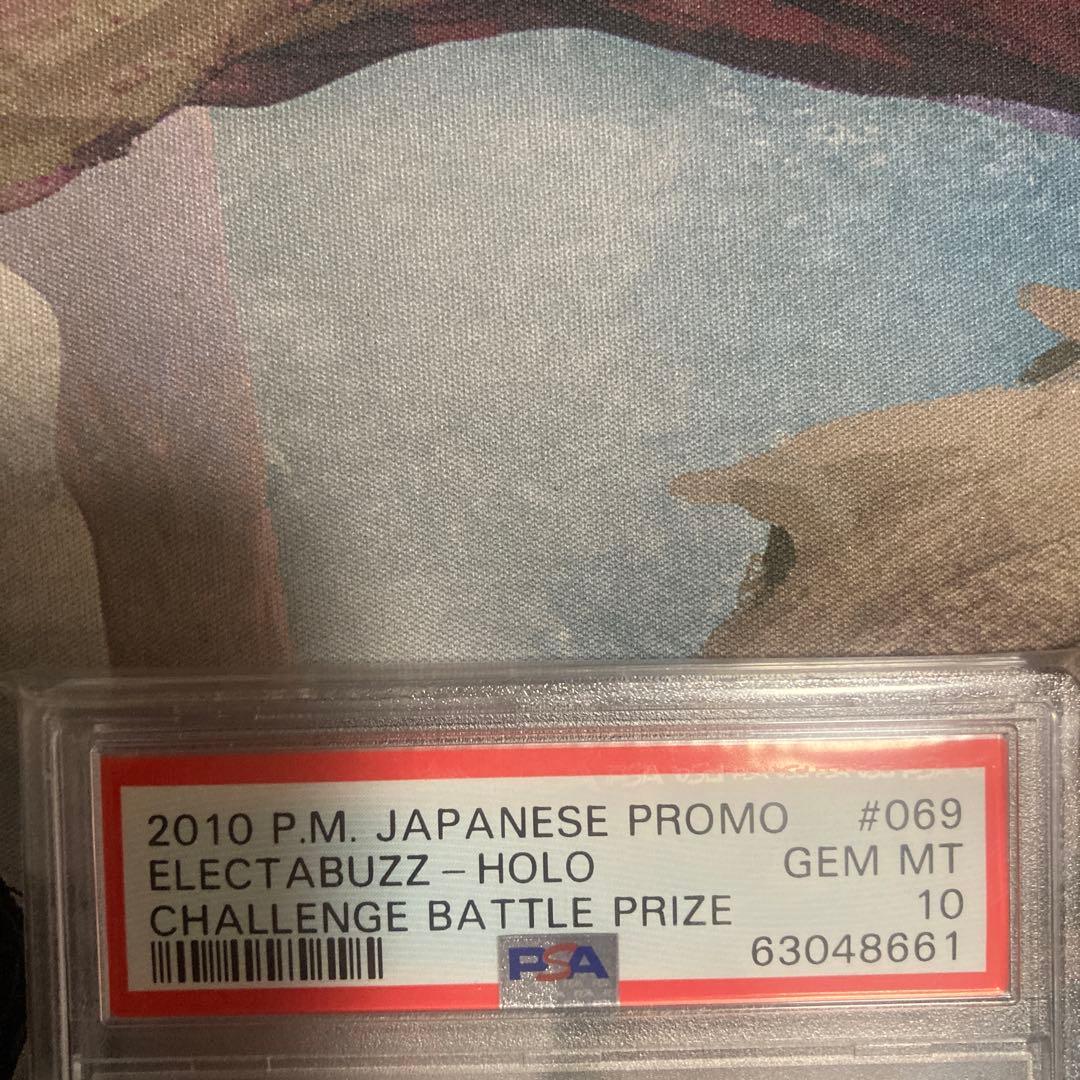 2010 P.M. JAPANESE PROMO #069
ELECTABUZZ - HOLO GEM MT
CHALLENGE BATTLE PRIZE 10
63048661
PSA